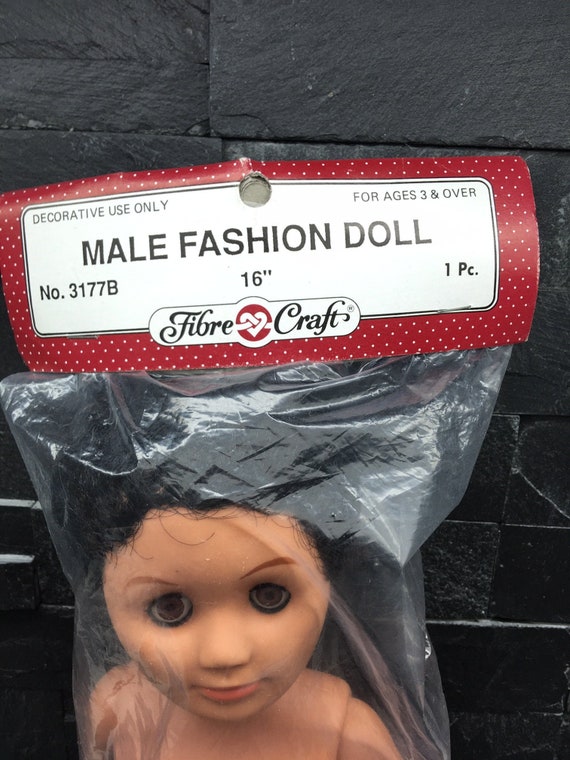 DECORATIVE USE ONLY
FOR AGES 3 & OVER
MALE FASHION DOLL
No. 3177B
16"
1 Pc.
Fibre Craft®